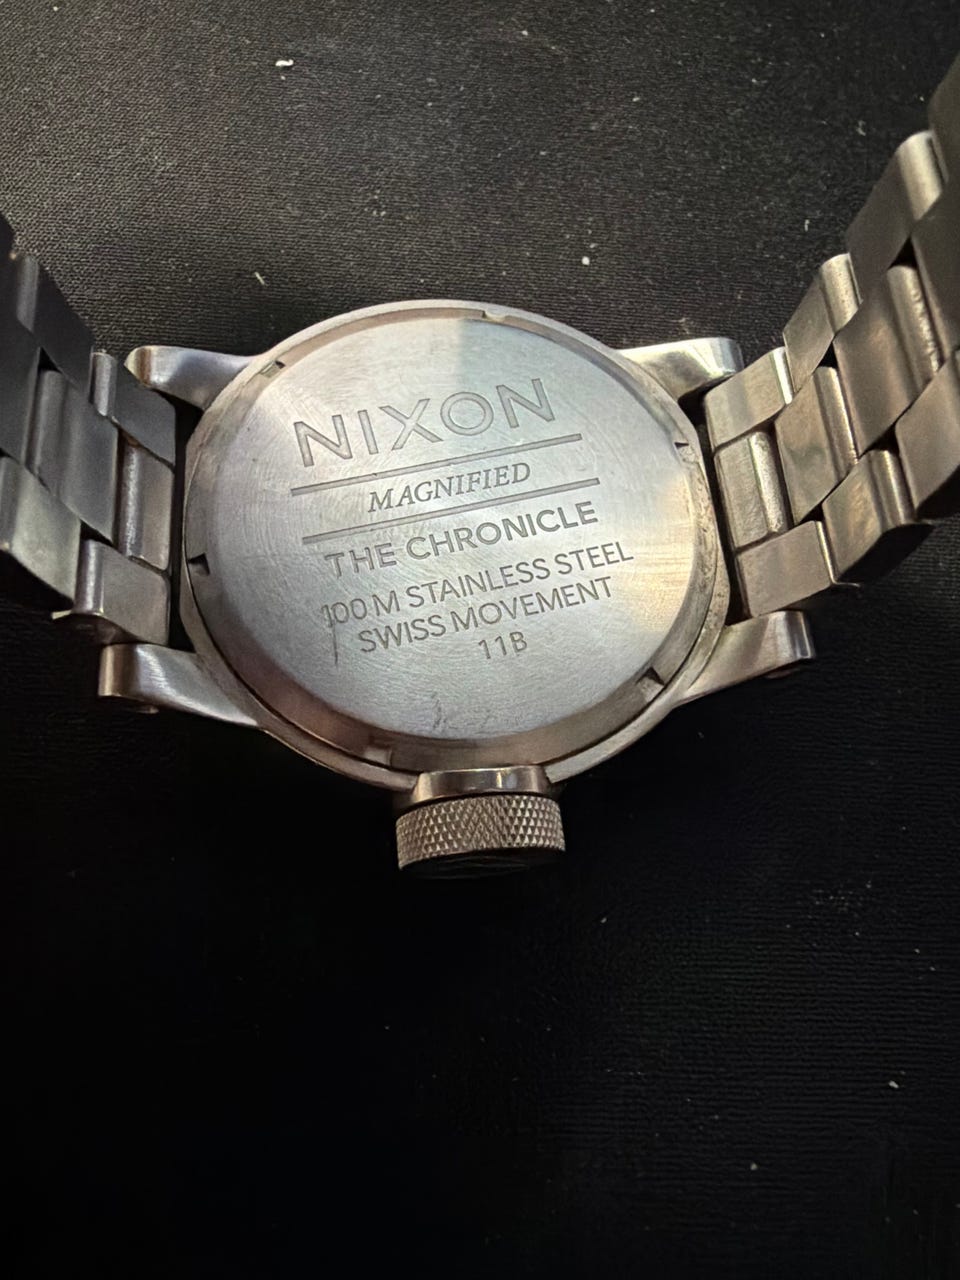 NIXON
MAGNIFIED
THE CHRONICLE
100 M STAINLESS STEEL
SWISS MOVEMENT
11B